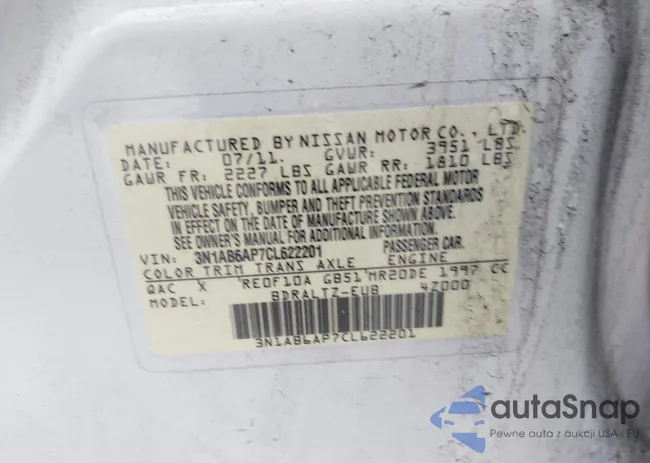 MANUFACTURED BY NISSAN MOTOR CO., LTD.
DATE: 07/11. GVWR: 3951 LBS
GAWR FR: 2227 LBS GAWR RR: 1810 LBS
THIS VEHICLE CONFORMS TO ALL APPLICABLE FEDERAL MOTOR
VEHICLE SAFETY, BUMPER AND THEFT PREVENTION STANDARDS
IN EFFECT ON THE DATE OF MANUFACTURE SHOWN ABOVE.
SEE OWNER'S MANUAL FOR ADDITIONAL INFORMATION.
VIN: 3N1AB6AP7CL622201 PASSENGER CAR.
COLOR TRIM TRANS AXLE ENGINE
QAC X RE0F10A GB51 MR20DE 1997 CC
MODEL: BDRALTZ-EUB 4Z000
3N1AB6AP7CL622201
autaSnap
Pewne auta z aukcji USA i EU